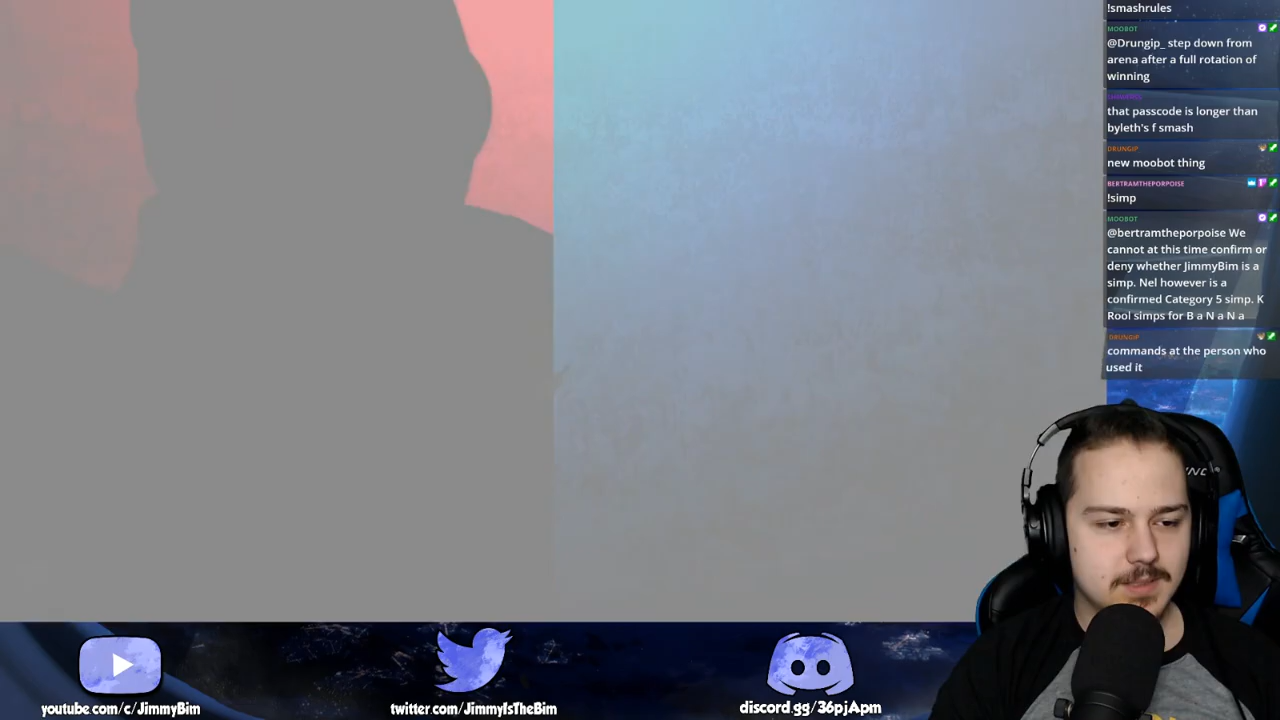 !smashrules
MOOBOT
@Drungip_ step down from
arena after a full rotation of
winning
that passcode is longer than
byleth's f smash
DRUNGIP
new moobot thing
BERTRAMTHEPORPOISE
!simp
MOOBOT
@bertramtheporpoise We
cannot at this time confirm or
deny whether JimmyBim is a
simp. Nel however is a
confirmed Category 5 simp. K
Rool simps for B a N a N a
DRUNGIP
commands at the person who
used it
youtube.com/c/JimmyBim
twitter.com/JimmyIsTheBim
discord.gg/36pjApm